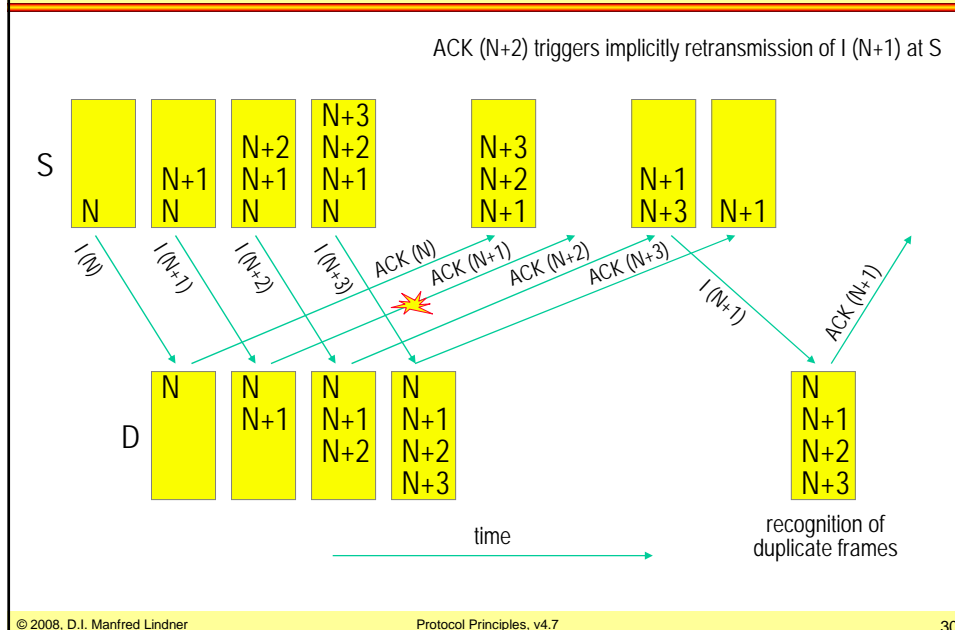 ACK (N+2) triggers implicitly retransmission of I (N+1) at S
S
N
N+1
N
N+2
N+1
N
N+3
N+2
N+1
N
N+3
N+2
N+1
N+1
N+3
N+1
I (N)
I (N+1)
I (N+2)
I (N+3)
ACK (N)
ACK (N+1)
ACK (N+2)
ACK (N+3)
I (N+1)
ACK (N+1)
D
N
N
N+1
N
N+1
N+2
N
N+1
N+2
N+3
N
N+1
N+2
N+3
time
recognition of
duplicate frames
© 2008, D.I. Manfred Lindner
Protocol Principles, v4.7
30